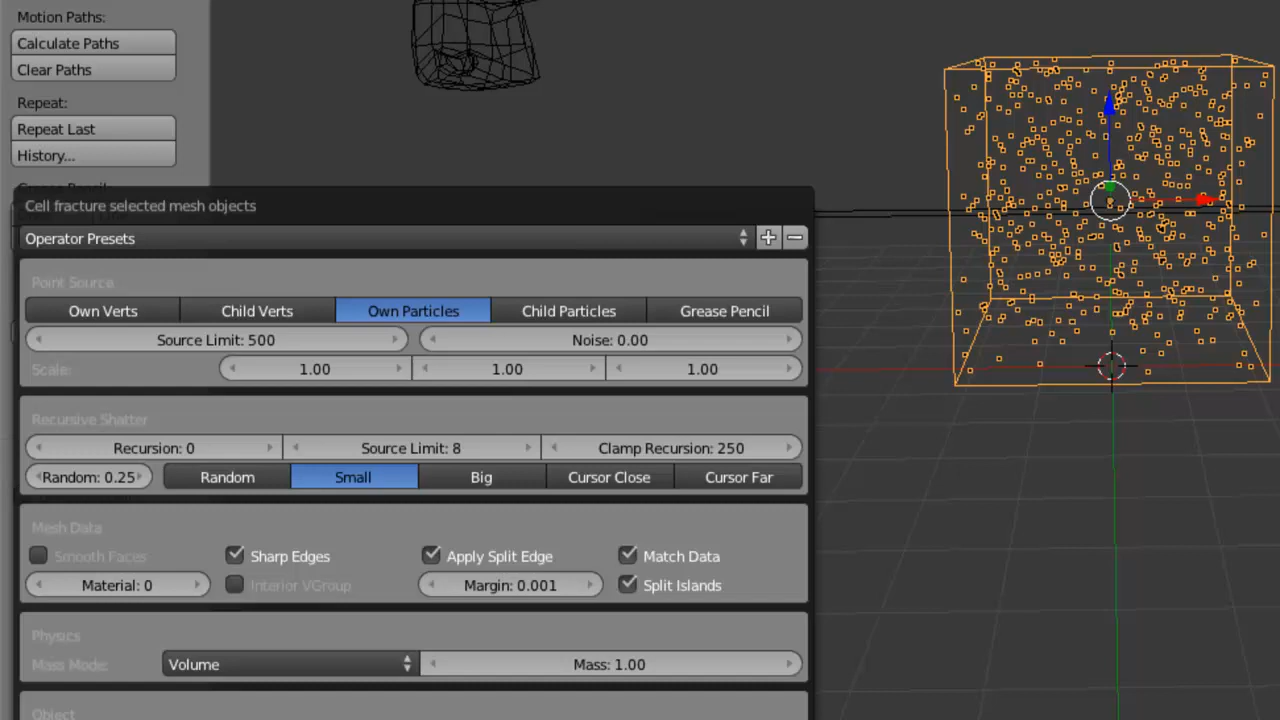 Motion Paths:
Calculate Paths
Clear Paths
Repeat:
Repeat Last
History...
Grease Pencil:
Cell fracture selected mesh objects
Operator Presets
Point Source
Own Verts Child Verts Own Particles Child Particles Grease Pencil
Source Limit: 500 Noise: 0.00
Scale: 1.00 1.00 1.00
Recursive Shatter
Recursion: 0 Source Limit: 8 Clamp Recursion: 250
Random: 0.25 Random Small Big Cursor Close Cursor Far
Mesh Data
Smooth Faces Sharp Edges Apply Split Edge Match Data
Material: 0 Interior VGroup Margin: 0.001 Split Islands
Physics
Mass Mode: Volume Mass: 1.00
Object